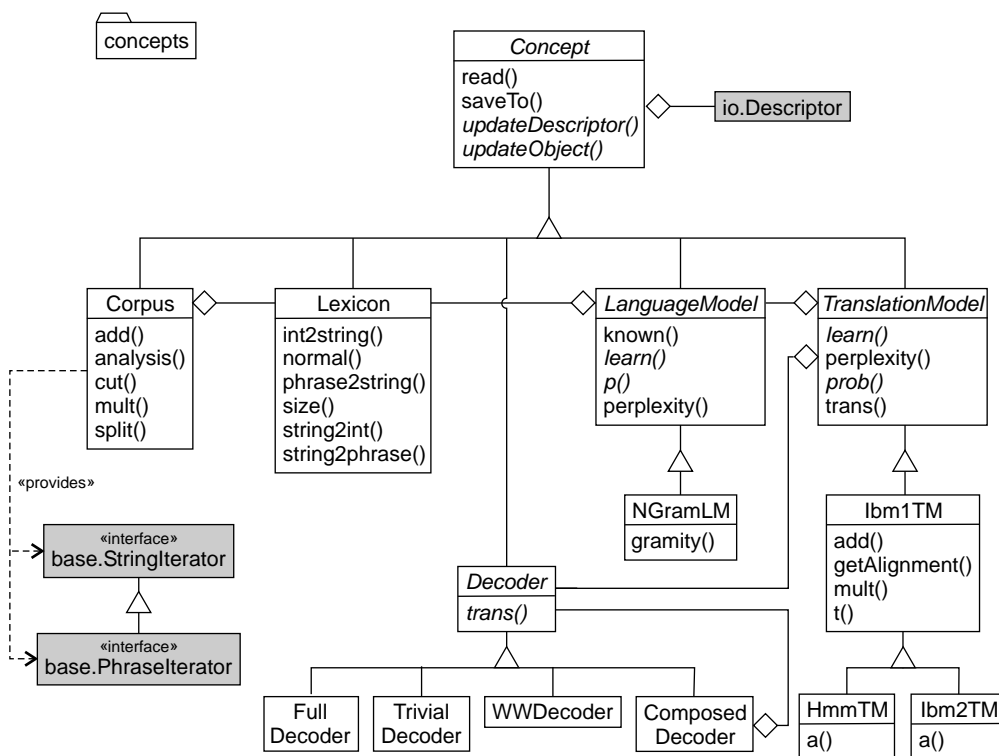 concepts
Concept
read()
saveTo()
updateDescriptor()
updateObject()
io.Descriptor
Corpus
add()
analysis()
cut()
mult()
split()
Lexicon
int2string()
normal()
phrase2string()
size()
string2int()
string2phrase()
LanguageModel
known()
learn()
p()
perplexity()
TranslationModel
learn()
perplexity()
prob()
trans()
«provides»
«interface»
base.StringIterator
«interface»
base.PhraseIterator
NGramLM
gramity()
Ibm1TM
add()
getAlignment()
mult()
t()
Decoder
trans()
Full
Decoder
Trivial
Decoder
WWDecoder
Composed
Decoder
HmmTM
a()
Ibm2TM
a()